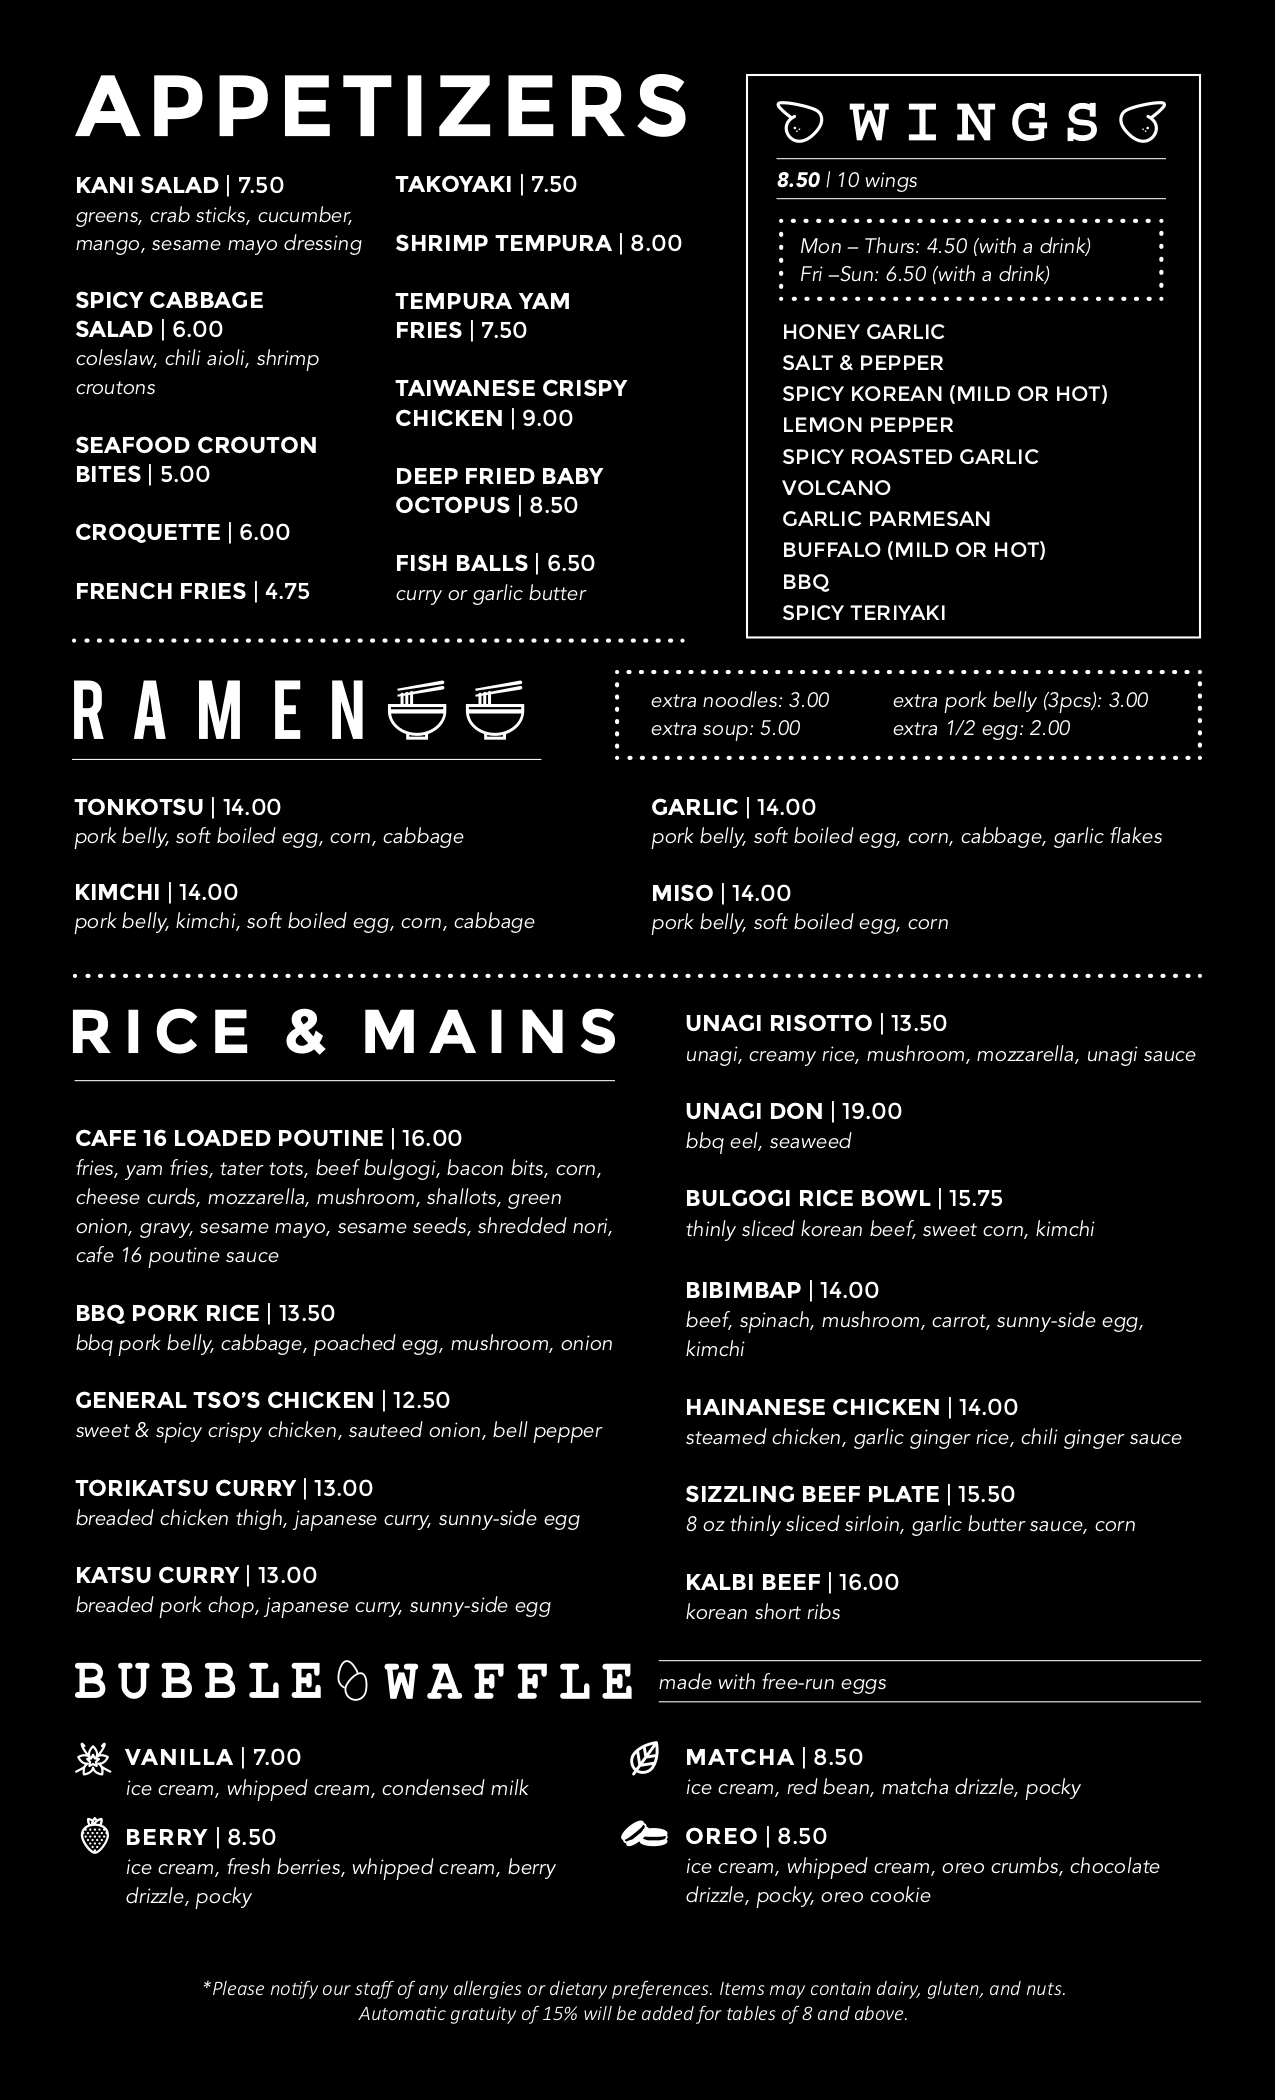 APPETIZERS
KANI SALAD | 7.50
greens, crab sticks, cucumber,
mango, sesame mayo dressing
SPICY CABBAGE
SALAD | 6.00
coleslaw, chili aioli, shrimp
croutons
SEAFOOD CROUTON
BITES | 5.00
CROQUETTE | 6.00
FRENCH FRIES | 4.75
TAKOYAKI | 7.50
SHRIMP TEMPURA | 8.00
TEMPURA YAM
FRIES | 7.50
TAIWANESE CRISPY
CHICKEN | 9.00
DEEP FRIED BABY
OCTOPUS | 8.50
FISH BALLS | 6.50
curry or garlic butter
WINGS
8.50 | 10 wings
Mon – Thurs: 4.50 (with a drink)
Fri –Sun: 6.50 (with a drink)
HONEY GARLIC
SALT & PEPPER
SPICY KOREAN (MILD OR HOT)
LEMON PEPPER
SPICY ROASTED GARLIC
VOLCANO
GARLIC PARMESAN
BUFFALO (MILD OR HOT)
BBQ
SPICY TERIYAKI
RAMEN
extra noodles: 3.00
extra soup: 5.00
extra pork belly (3pcs): 3.00
extra 1/2 egg: 2.00
TONKOTSU | 14.00
pork belly, soft boiled egg, corn, cabbage
KIMCHI | 14.00
pork belly, kimchi, soft boiled egg, corn, cabbage
GARLIC | 14.00
pork belly, soft boiled egg, corn, cabbage, garlic flakes
MISO | 14.00
pork belly, soft boiled egg, corn
RICE & MAINS
CAFE 16 LOADED POUTINE | 16.00
fries, yam fries, tater tots, beef bulgogi, bacon bits, corn,
cheese curds, mozzarella, mushroom, shallots, green
onion, gravy, sesame mayo, sesame seeds, shredded nori,
cafe 16 poutine sauce
BBQ PORK RICE | 13.50
bbq pork belly, cabbage, poached egg, mushroom, onion
GENERAL TSO’S CHICKEN | 12.50
sweet & spicy crispy chicken, sauteed onion, bell pepper
TORIKATSU CURRY | 13.00
breaded chicken thigh, japanese curry, sunny-side egg
KATSU CURRY | 13.00
breaded pork chop, japanese curry, sunny-side egg
UNAGI RISOTTO | 13.50
unagi, creamy rice, mushroom, mozzarella, unagi sauce
UNAGI DON | 19.00
bbq eel, seaweed
BULGOGI RICE BOWL | 15.75
thinly sliced korean beef, sweet corn, kimchi
BIBIMBAP | 14.00
beef, spinach, mushroom, carrot, sunny-side egg,
kimchi
HAINANESE CHICKEN | 14.00
steamed chicken, garlic ginger rice, chili ginger sauce
SIZZLING BEEF PLATE | 15.50
8 oz thinly sliced sirloin, garlic butter sauce, corn
KALBI BEEF | 16.00
korean short ribs
BUBBLE WAFFLE
made with free-run eggs
VANILLA | 7.00
ice cream, whipped cream, condensed milk
BERRY | 8.50
ice cream, fresh berries, whipped cream, berry
drizzle, pocky
MATCHA | 8.50
ice cream, red bean, matcha drizzle, pocky
OREO | 8.50
ice cream, whipped cream, oreo crumbs, chocolate
drizzle, pocky, oreo cookie
*Please notify our staff of any allergies or dietary preferences. Items may contain dairy, gluten, and nuts.
Automatic gratuity of 15% will be added for tables of 8 and above.